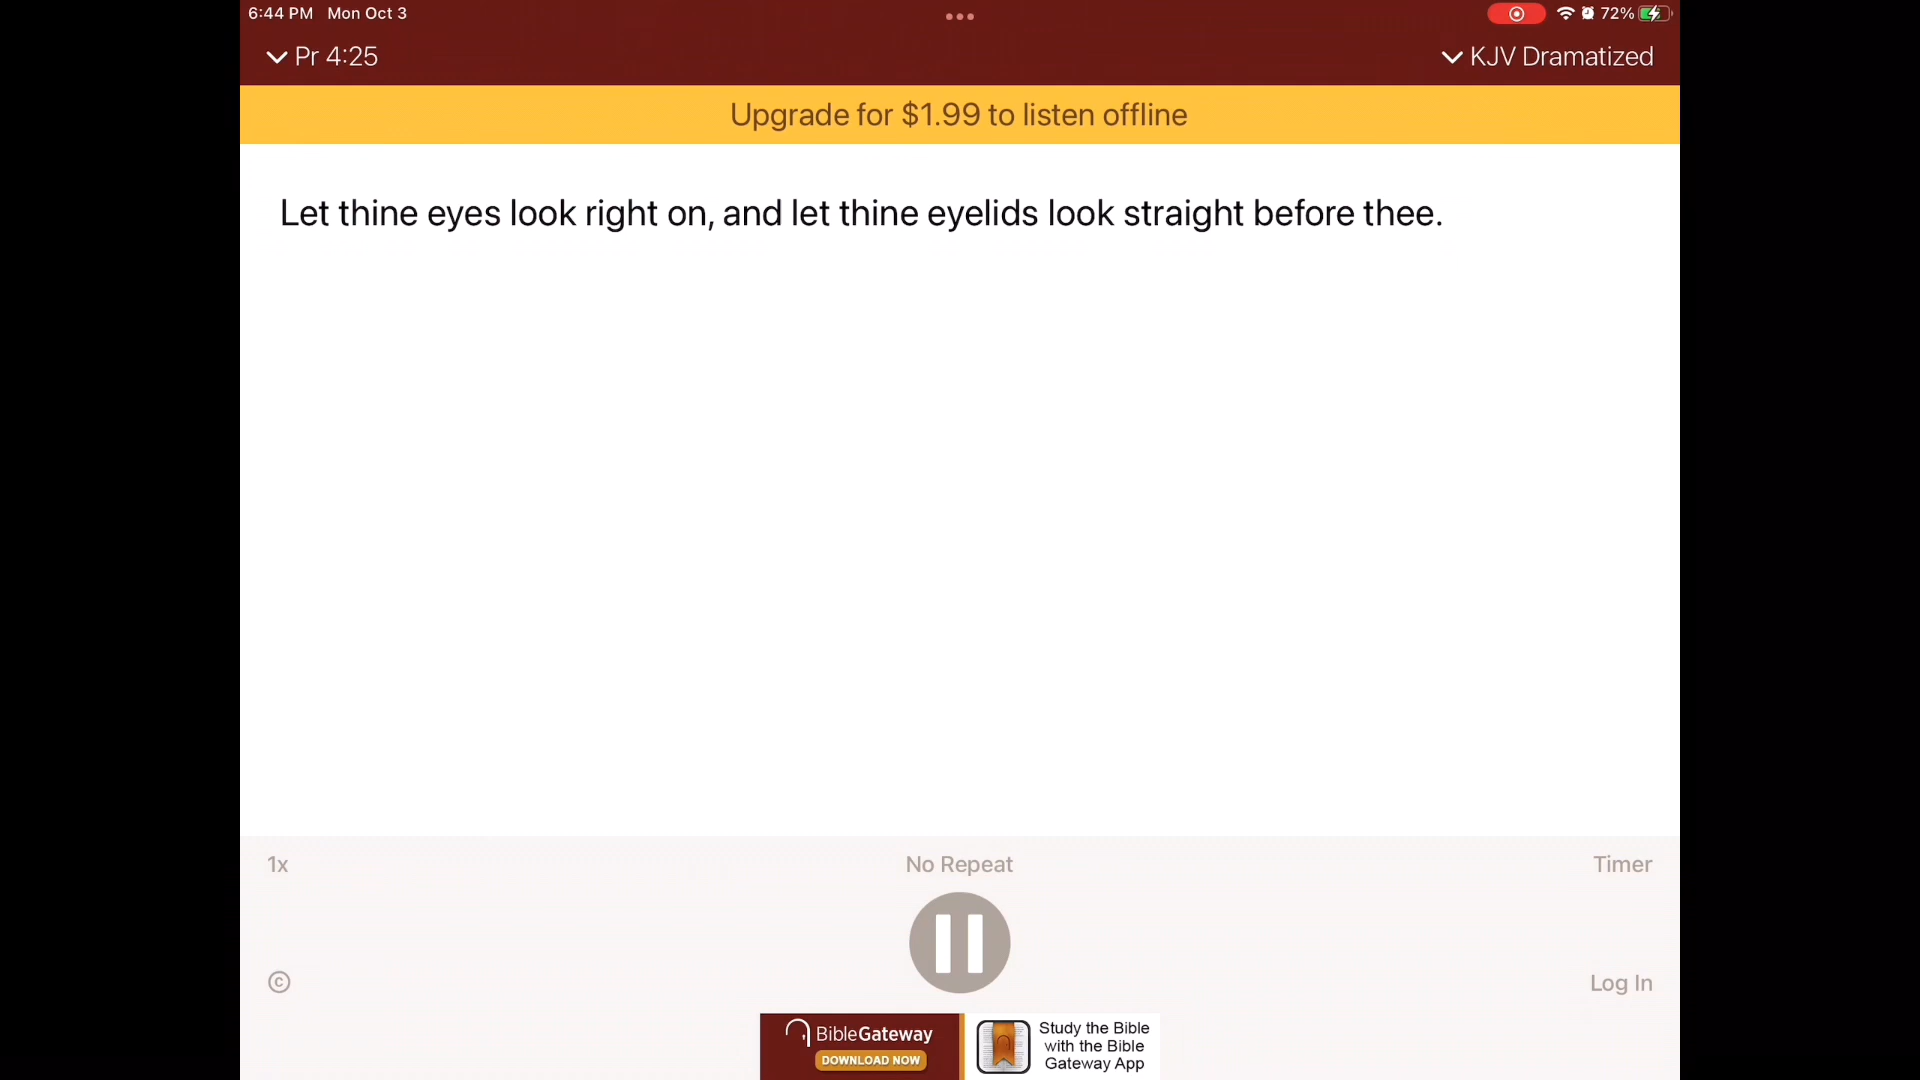 6:44 PM Mon Oct 3
72%
Pr 4:25
KJV Dramatized
Upgrade for $1.99 to listen offline
Let thine eyes look right on, and let thine eyelids look straight before thee.
1x
No Repeat
Timer
©
Log In
BibleGateway
DOWNLOAD NOW
Study the Bible
with the Bible
Gateway App